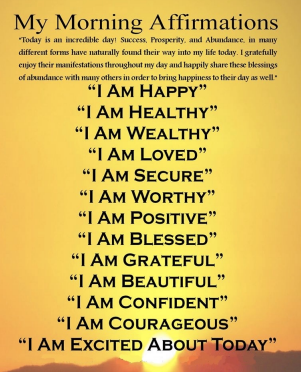 My Morning Affirmations
"Today is an incredible day! Success, Prosperity, and Abundance, in many
different forms have naturally found their way into my life today. I gratefully
enjoy their manifestations throughout my day and happily share these blessings
of abundance with many others in order to bring happiness to their day as well."
"I Am Happy"
"I Am Healthy"
"I Am Wealthy"
"I Am Loved"
"I Am Secure"
"I Am Worthy"
"I Am Positive"
"I Am Blessed"
"I Am Grateful"
"I Am Beautiful"
"I Am Confident"
"I Am Courageous"
"I Am Excited About Today"